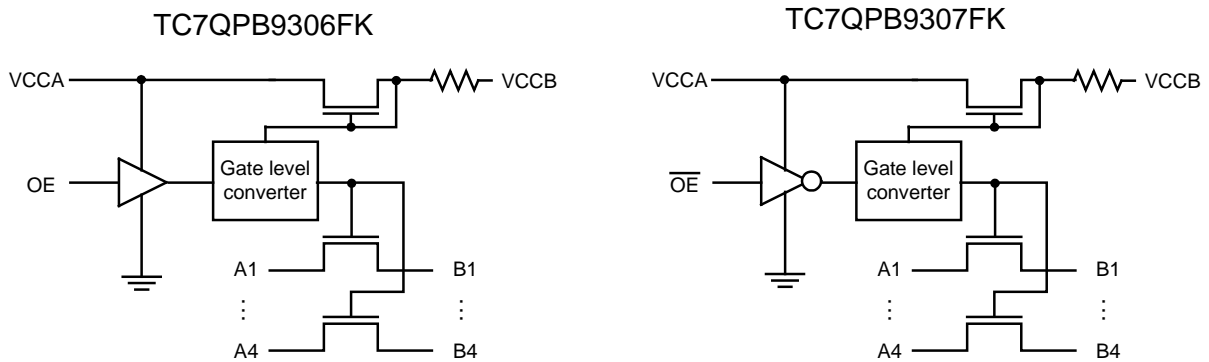 TC7QPB9306FK
VCCA
VCCB
OE
Gate level
converter
A1
B1
⋮
⋮
A4
B4
TC7QPB9307FK
VCCA
VCCB
O̅E̅
Gate level
converter
A1
B1
⋮
⋮
A4
B4